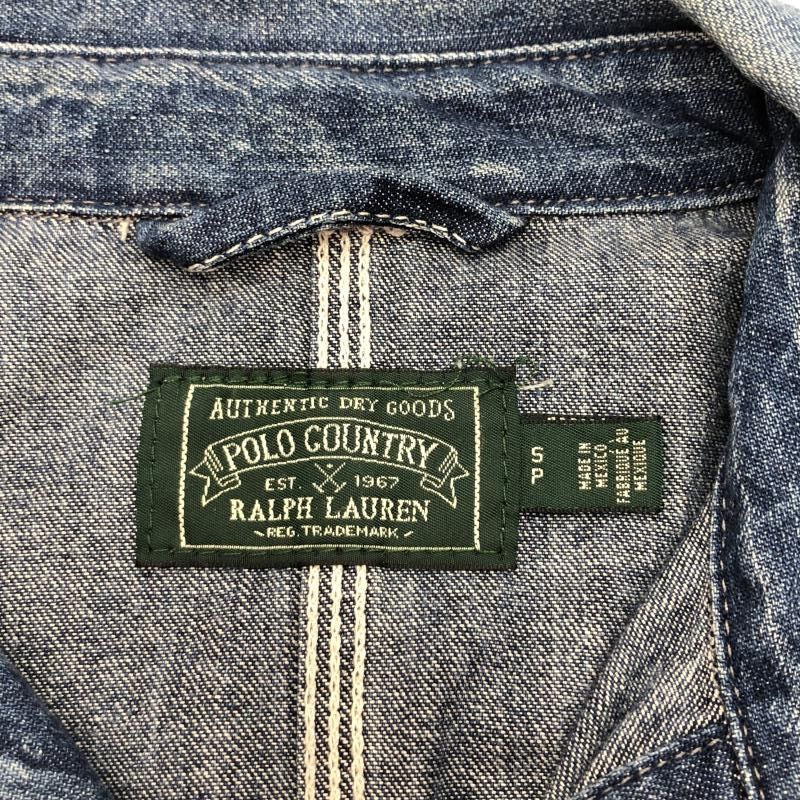 AUTHENTIC DRY GOODS
POLO COUNTRY
EST. 1967
RALPH LAUREN
- REG. TRADEMARK -
S
P
MADE IN
MEXICO
FABRIQUÉ AU
MEXIQUE